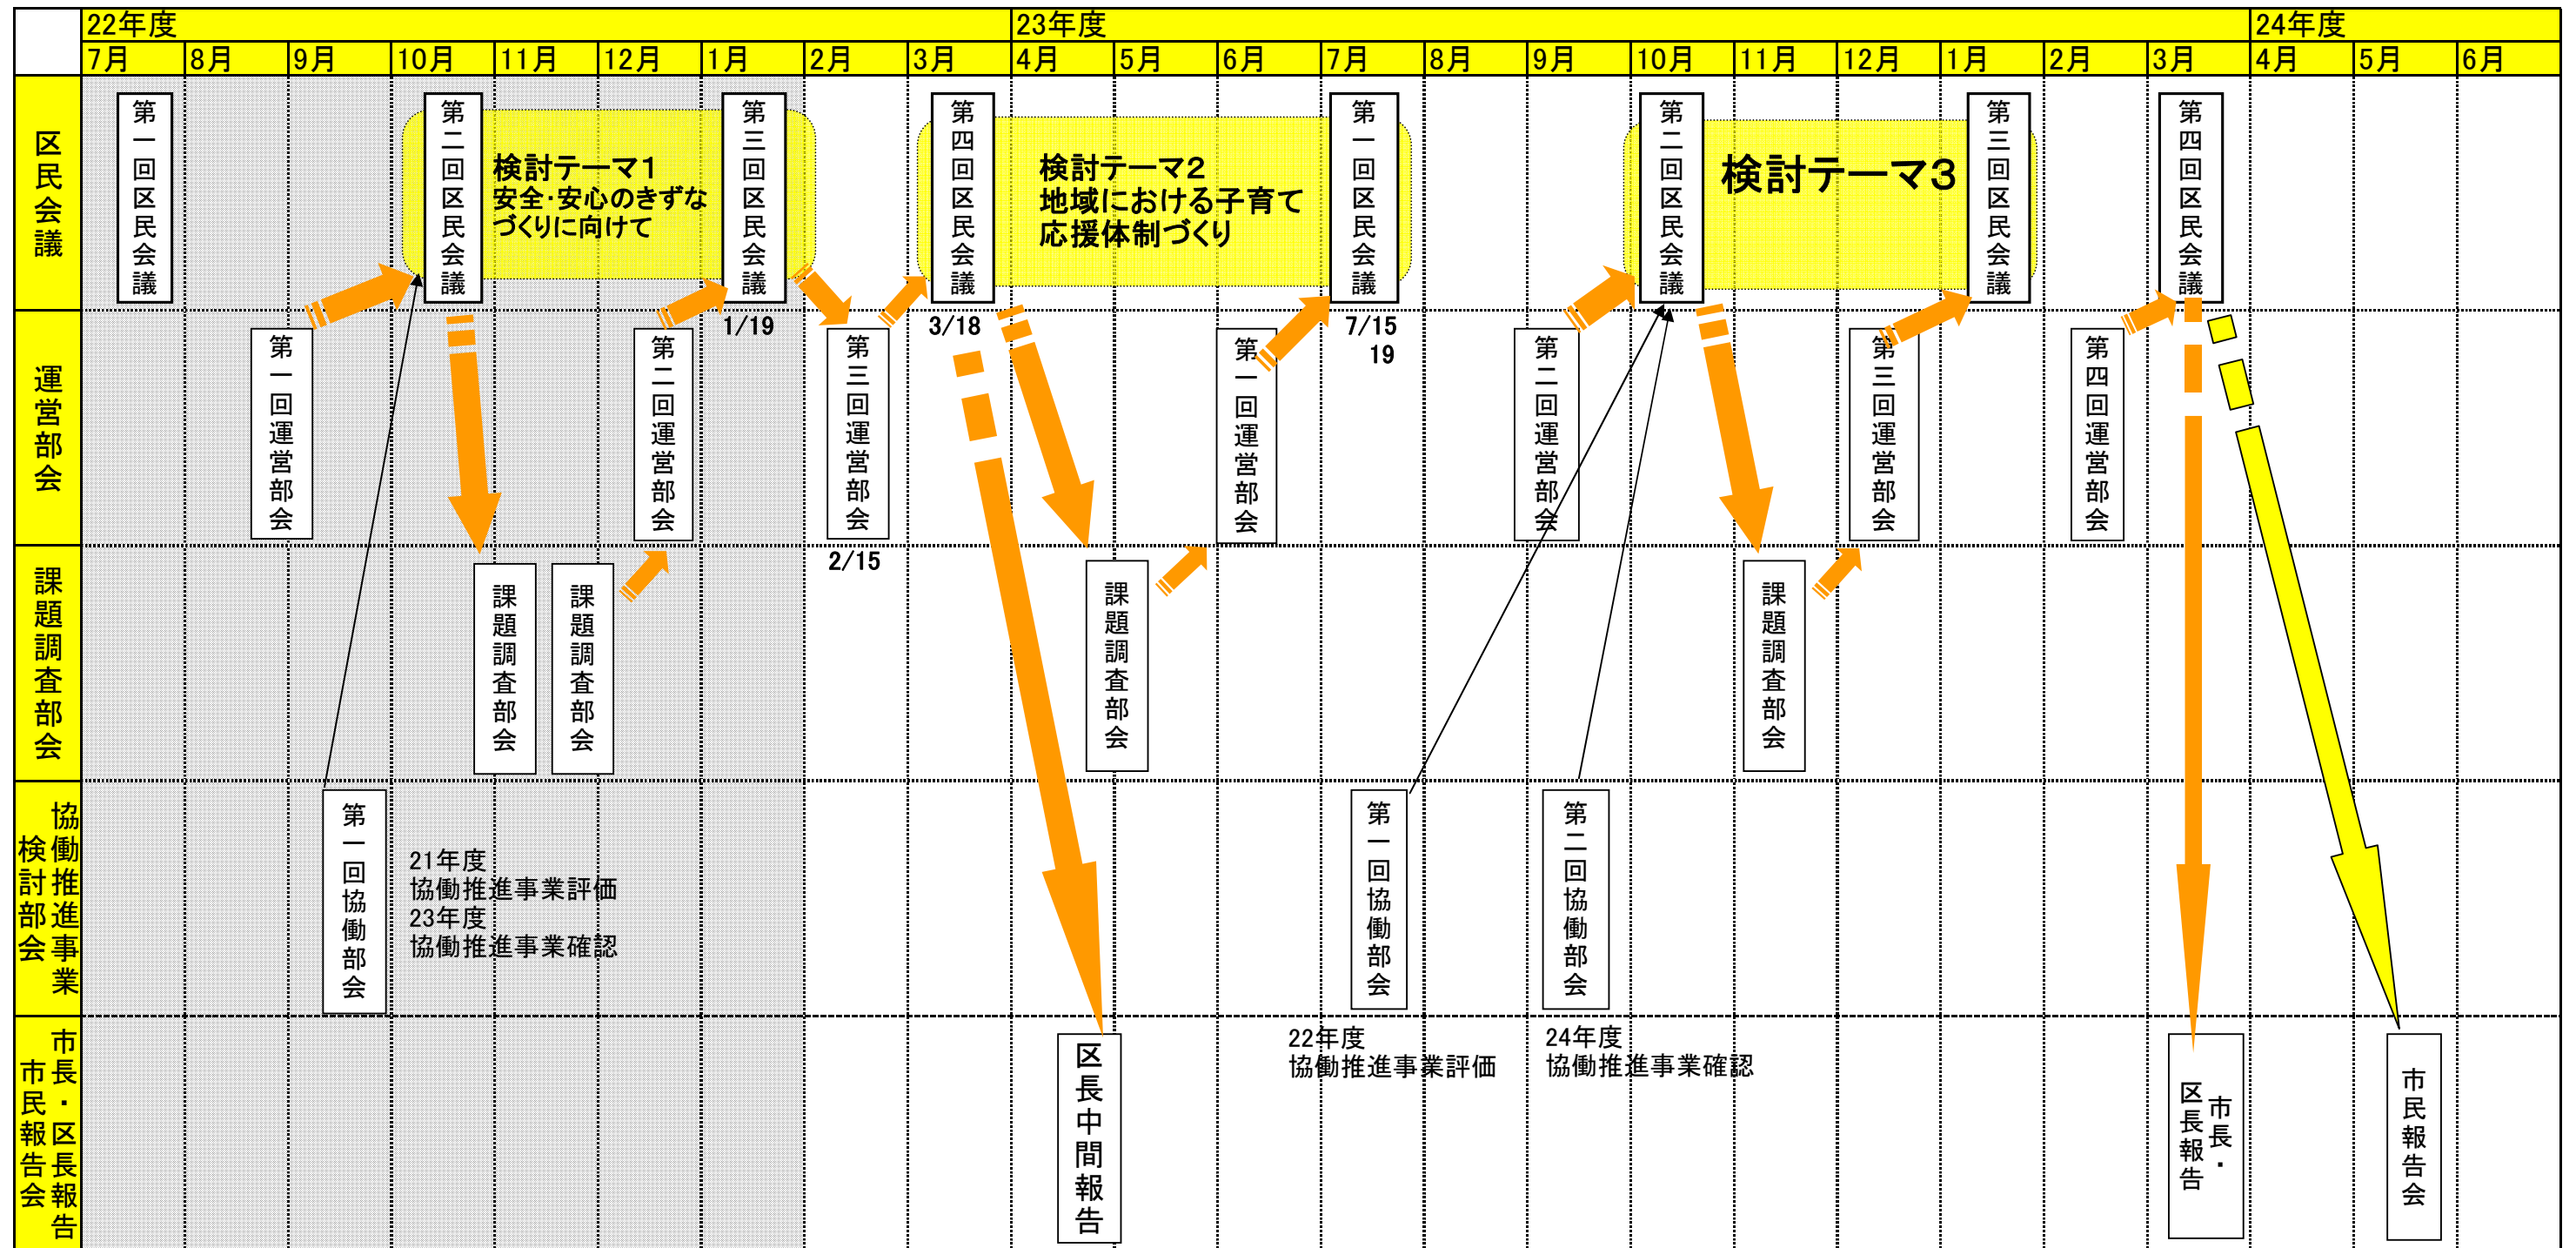 22年度
23年度
24年度
7月 8月 9月 10月 11月 12月 1月 2月 3月 4月 5月 6月 7月 8月 9月 10月 11月 12月 1月 2月 3月 4月 5月 6月
区民会議
第一回区民会議
第二回区民会議
検討テーマ1
安全・安心のきずな
づくりに向けて
第三回区民会議
1/19
第四回区民会議
3/18
検討テーマ2
地域における子育て
応援体制づくり
第一回区民会議
7/15
19
第二回区民会議
検討テーマ3
第三回区民会議
第四回区民会議
運営部会
第一回運営部会
第二回運営部会
第三回運営部会
2/15
第一回運営部会
第二回運営部会
第三回運営部会
第四回運営部会
課題調査部会
課題調査部会
課題調査部会
課題調査部会
課題調査部会
協働推進事業
検討部会
第一回協働部会
21年度
協働推進事業評価
23年度
協働推進事業確認
第一回協働部会
第二回協働部会
22年度
協働推進事業評価
24年度
協働推進事業確認
市長・区長報告
市民報告会
区長中間報告
市長・
区長報告
市民報告会